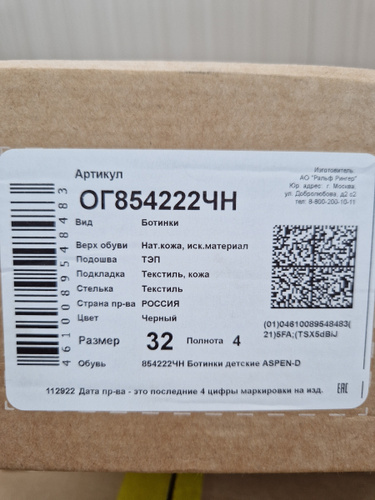 Артикул
ОГ854222ЧН
Изготовитель:
АО "Ральф Рингер"
Юр. адрес: г. Москва,
ул. Добролюбова, д2 с2
тел: 8-800-200-10-11
Вид Ботинки
Верх обуви Нат.кожа, иск.материал
Подошва ТЭП
Подкладка Текстиль, кожа
Стелька Текстиль
Страна пр-ва РОССИЯ
Цвет Черный
Размер 32 Полнота 4
Обувь 854222ЧН Ботинки детские ASPEN-D
(01)04610089548483(
21)5FA;(TSX5dBiJ
112922 Дата пр-ва - это последние 4 цифры маркировки на изд.
EAC
4610089548483